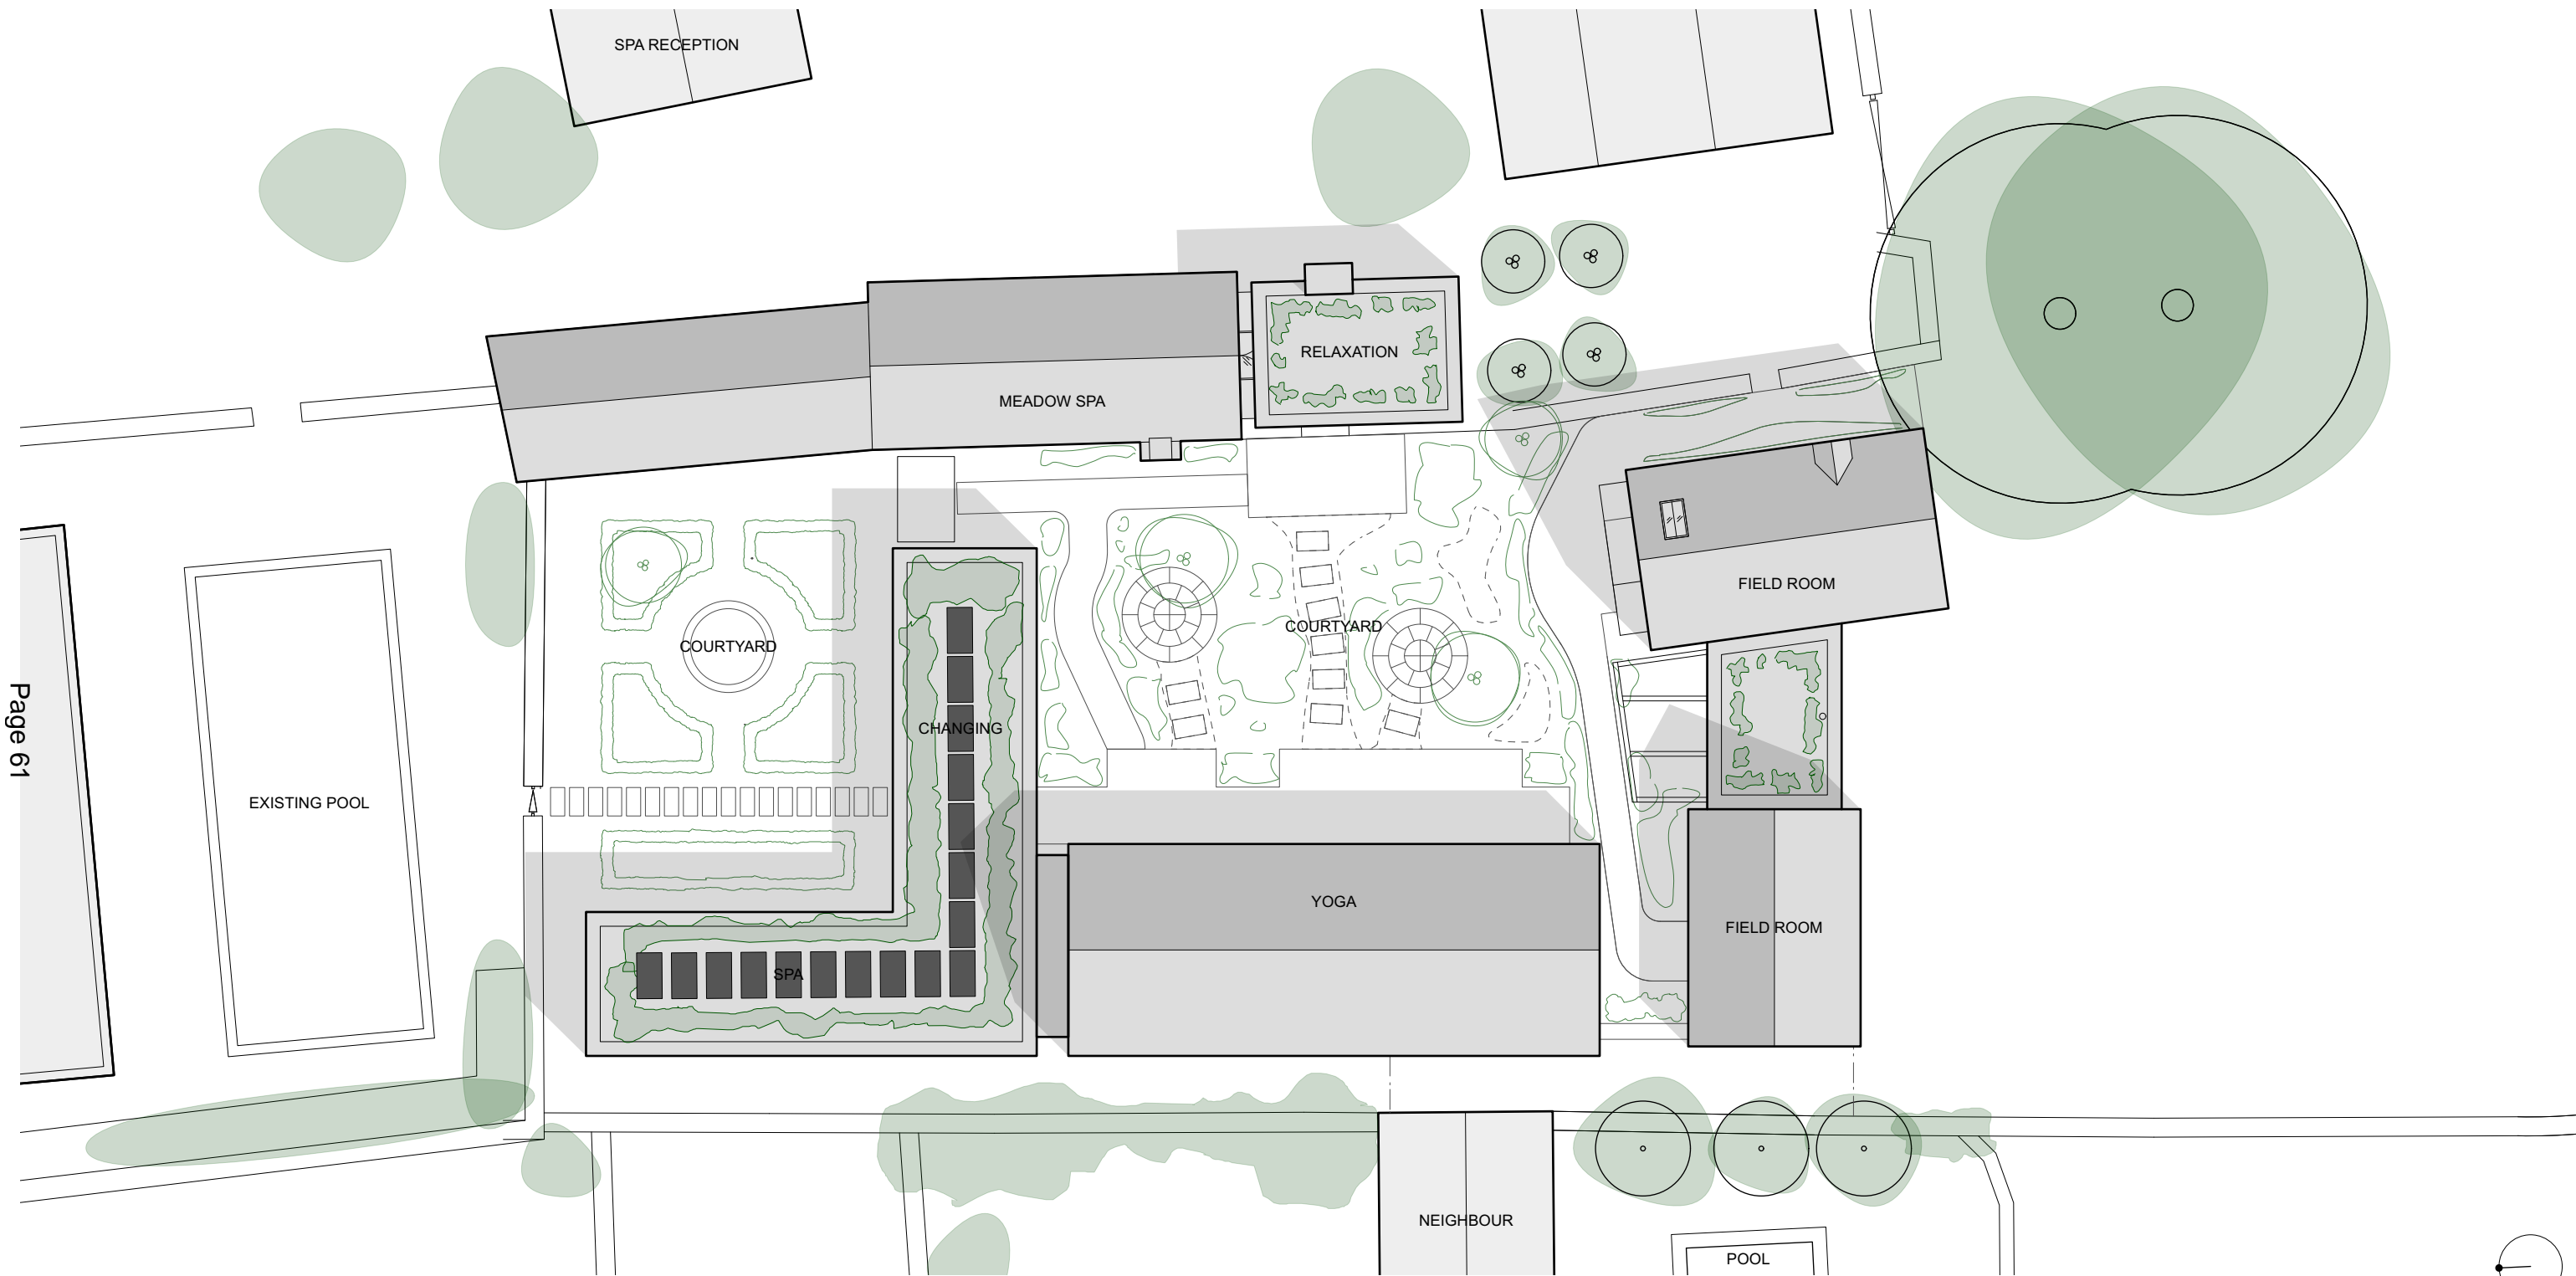 SPA RECEPTION
RELAXATION
MEADOW SPA
FIELD ROOM
COURTYARD
COURTYARD
CHANGING
Page 61
EXISTING POOL
YOGA
FIELD ROOM
SPA
NEIGHBOUR
POOL